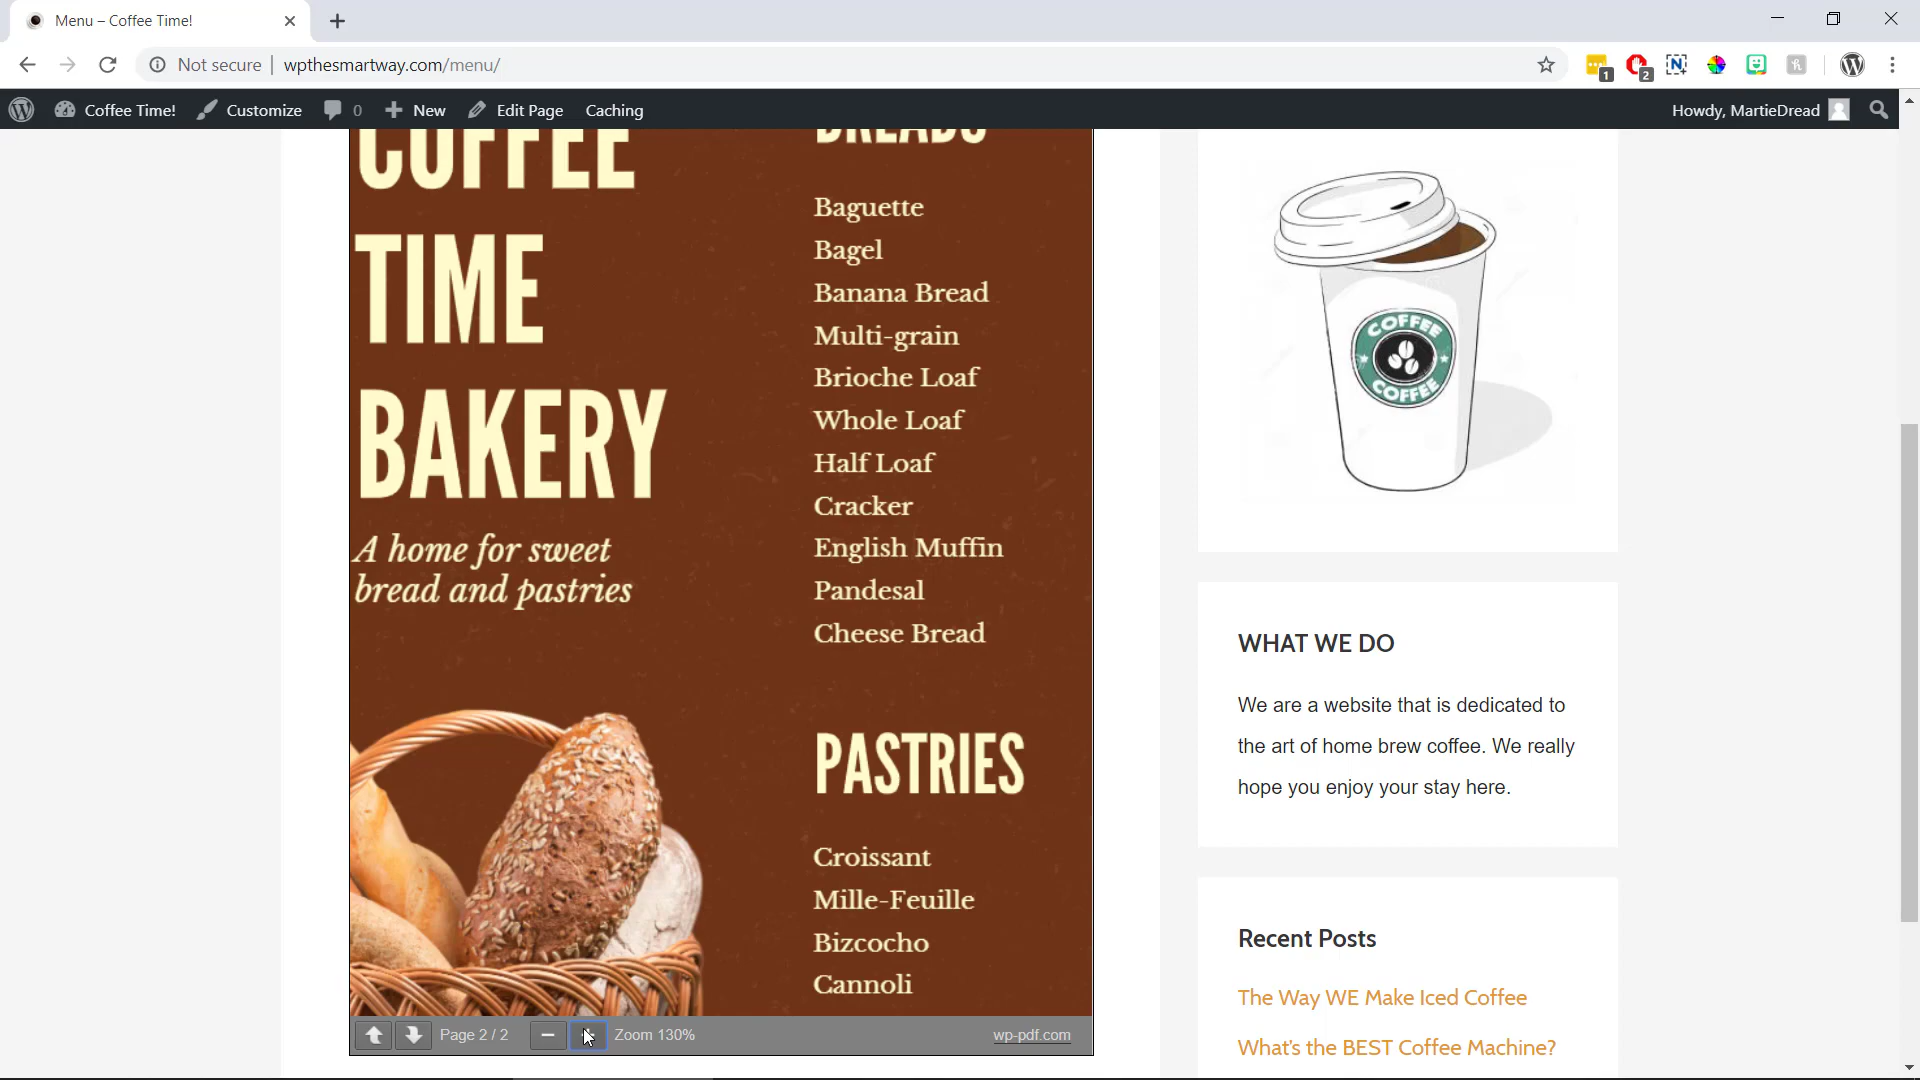 Menu – Coffee Time!
Not secure | wpthesmartway.com/menu/
1
2
Coffee Time!
Customize
0
New
Edit Page
Caching
Howdy, MartieDread
COFFEE
TIME
BAKERY
A home for sweet
bread and pastries
BREADS
Baguette
Bagel
Banana Bread
Multi-grain
Brioche Loaf
Whole Loaf
Half Loaf
Cracker
English Muffin
Pandesal
Cheese Bread
PASTRIES
Croissant
Mille-Feuille
Bizcocho
Cannoli
Page 2 / 2
Zoom 130%
wp-pdf.com
COFFEE
COFFEE
WHAT WE DO
We are a website that is dedicated to
the art of home brew coffee. We really
hope you enjoy your stay here.
Recent Posts
The Way WE Make Iced Coffee
What's the BEST Coffee Machine?